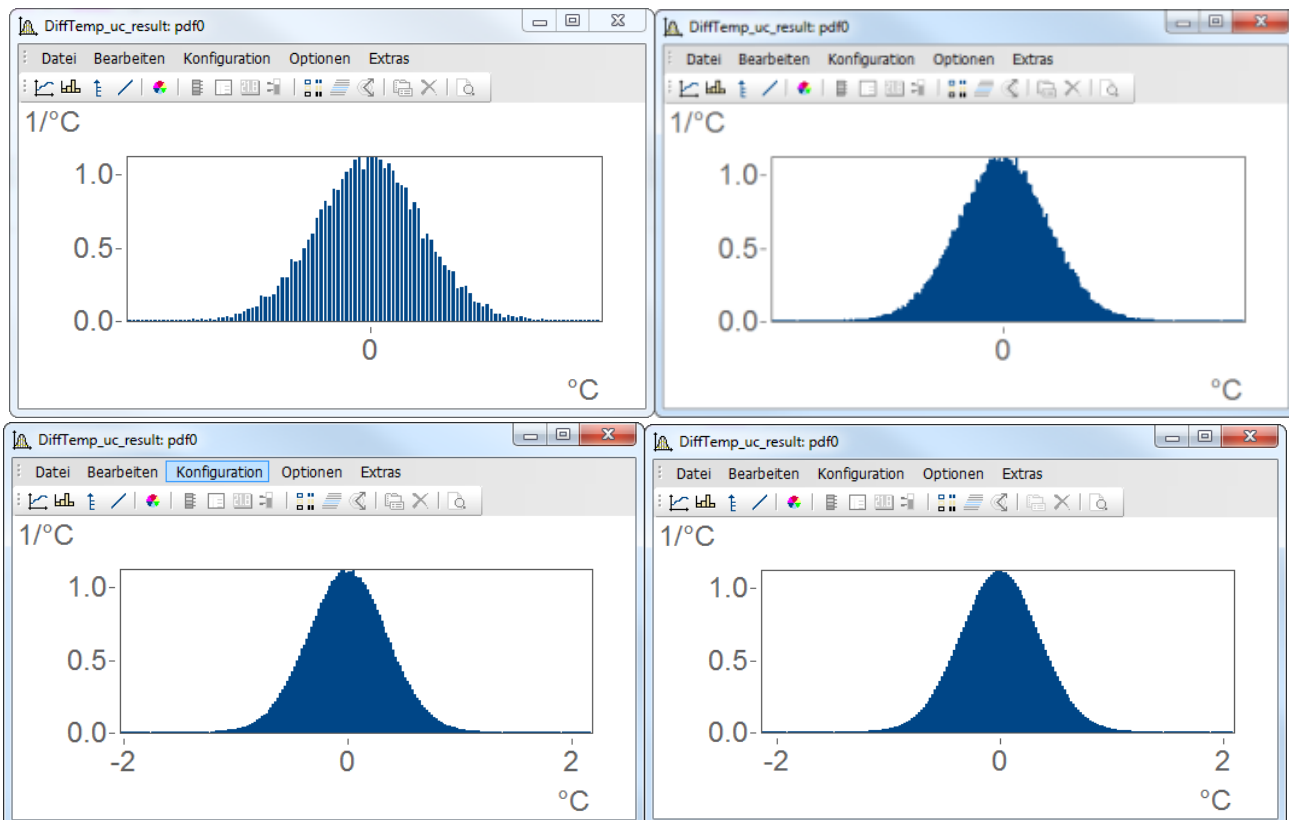 DiffTemp_uc_result: pdf0
Datei Bearbeiten Konfiguration Optionen Extras
1/°C
1.0
0.5
0.0
0
°C
DiffTemp_uc_result: pdf0
Datei Bearbeiten Konfiguration Optionen Extras
1/°C
1.0
0.5
0.0
0
°C
DiffTemp_uc_result: pdf0
Datei Bearbeiten Konfiguration Optionen Extras
1/°C
1.0
0.5
0.0
-2 0 2
°C
DiffTemp_uc_result: pdf0
Datei Bearbeiten Konfiguration Optionen Extras
1/°C
1.0
0.5
0.0
-2 0 2
°C